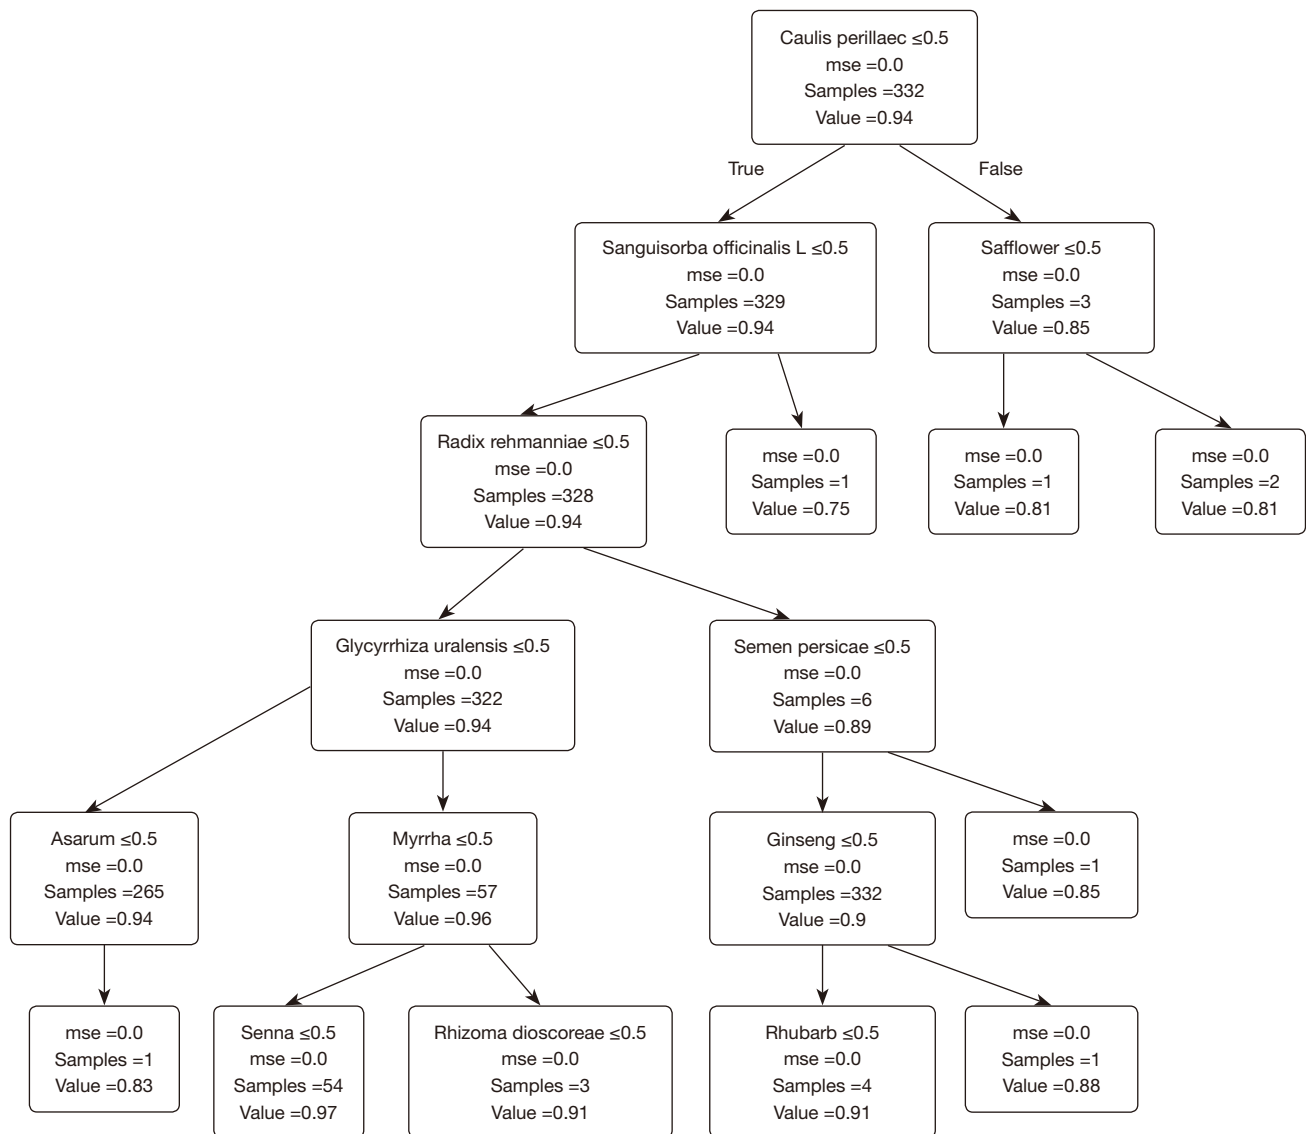 Caulis perillaec ≤0.5
mse =0.0
Samples =332
Value =0.94
True
False
Sanguisorba officinalis L ≤0.5
mse =0.0
Samples =329
Value =0.94
Safflower ≤0.5
mse =0.0
Samples =3
Value =0.85
Radix rehmanniae ≤0.5
mse =0.0
Samples =328
Value =0.94
mse =0.0
Samples =1
Value =0.75
mse =0.0
Samples =1
Value =0.81
mse =0.0
Samples =2
Value =0.81
Glycyrrhiza uralensis ≤0.5
mse =0.0
Samples =322
Value =0.94
Semen persicae ≤0.5
mse =0.0
Samples =6
Value =0.89
Asarum ≤0.5
mse =0.0
Samples =265
Value =0.94
Myrrha ≤0.5
mse =0.0
Samples =57
Value =0.96
Ginseng ≤0.5
mse =0.0
Samples =332
Value =0.9
mse =0.0
Samples =1
Value =0.85
mse =0.0
Samples =1
Value =0.83
Senna ≤0.5
mse =0.0
Samples =54
Value =0.97
Rhizoma dioscoreae ≤0.5
mse =0.0
Samples =3
Value =0.91
Rhubarb ≤0.5
mse =0.0
Samples =4
Value =0.91
mse =0.0
Samples =1
Value =0.88